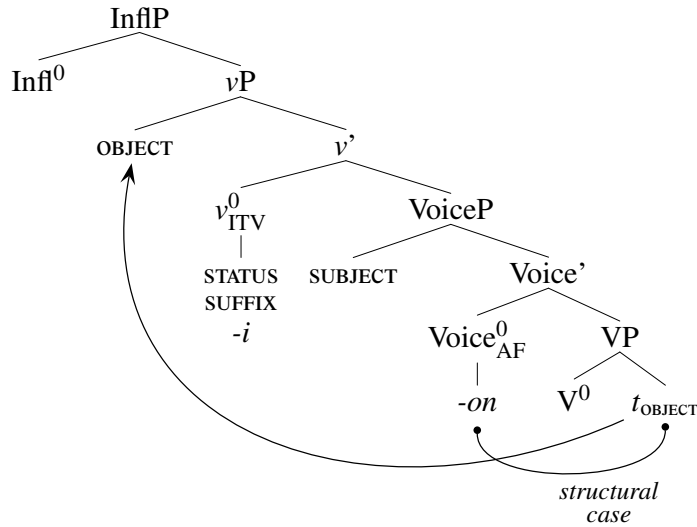 InflP
Infl⁰ vP
OBJECT v’
v⁰ITV VoiceP
STATUS SUBJECT Voice’
SUFFIX
-i Voice⁰AF VP
-on V⁰ tOBJECT
structural
case